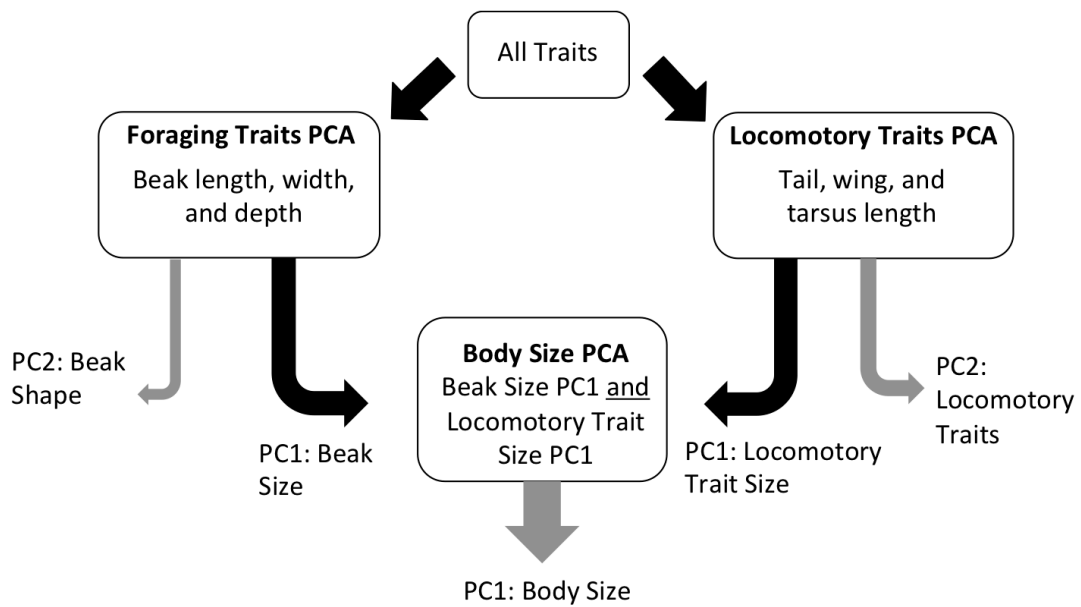 All Traits
Foraging Traits PCA
Beak length, width,
and depth
Locomotory Traits PCA
Tail, wing, and
tarsus length
PC2: Beak
Shape
PC1: Beak
Size
Body Size PCA
Beak Size PC1 and
Locomotory Trait
Size PC1
PC1: Locomotory
Trait Size
PC2:
Locomotory
Traits
PC1: Body Size